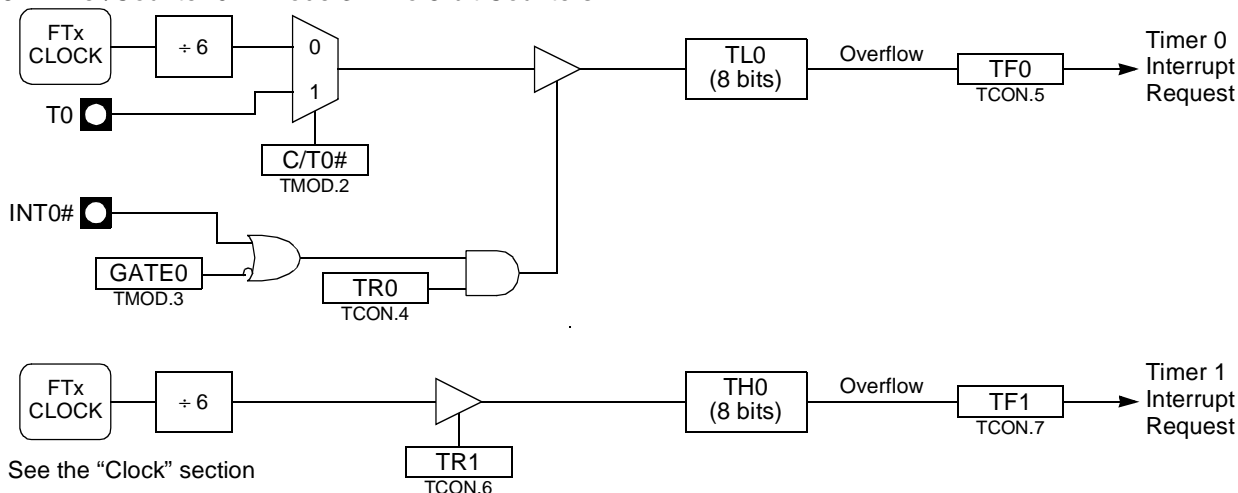 FTx
CLOCK
÷ 6
0
1
T0
C/T0#
TMOD.2
TL0
(8 bits)
Overflow
TF0
TCON.5
Timer 0
Interrupt
Request
INT0#
GATE0
TMOD.3
TR0
TCON.4
FTx
CLOCK
÷ 6
TR1
TCON.6
TH0
(8 bits)
Overflow
TF1
TCON.7
Timer 1
Interrupt
Request
See the “Clock” section